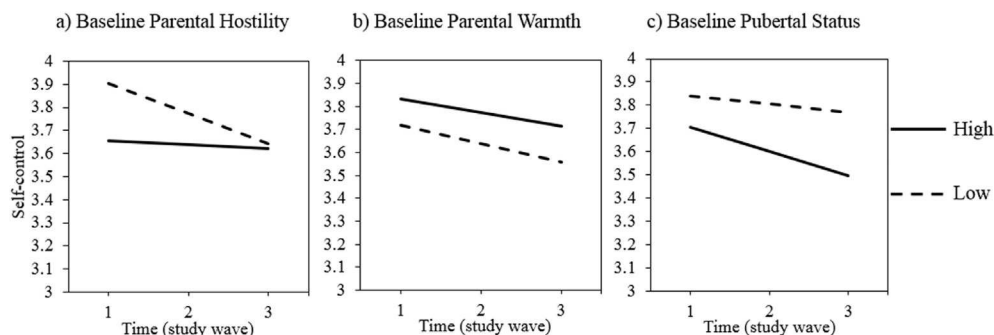 a) Baseline Parental Hostility
b) Baseline Parental Warmth
c) Baseline Pubertal Status
Self-control
4
3.9
3.8
3.7
3.6
3.5
3.4
3.3
3.2
3.1
3
1 2 3
Time (study wave)
4
3.9
3.8
3.7
3.6
3.5
3.4
3.3
3.2
3.1
3
1 2 3
Time (study wave)
4
3.9
3.8
3.7
3.6
3.5
3.4
3.3
3.2
3.1
3
1 2 3
Time (study wave)
High
Low